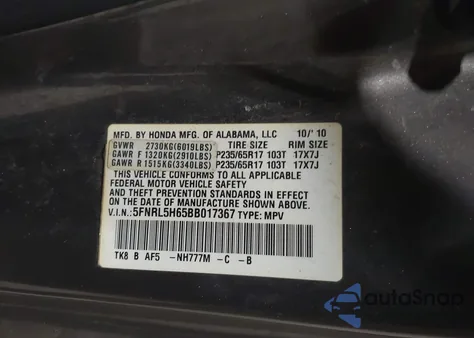 MFD. BY HONDA MFG. OF ALABAMA, LLC 10/' 10
GVWR 2730KG(6019LBS) TIRE SIZE RIM SIZE
GAWR F 1320KG(2910LBS) P235/65R17 103T 17X7J
GAWR R 1515KG(3340LBS) P235/65R17 103T 17X7J
THIS VEHICLE CONFORMS TO ALL APPLICABLE
FEDERAL MOTOR VEHICLE SAFETY
AND THEFT PREVENTION STANDARDS IN EFFECT
ON THE DATE OF MANUFACTURE SHOWN ABOVE.
V.I.N.: 5FNRL5H65BB017367 TYPE: MPV
TK8 B AF5 -NH777M -C -B
autoSnap